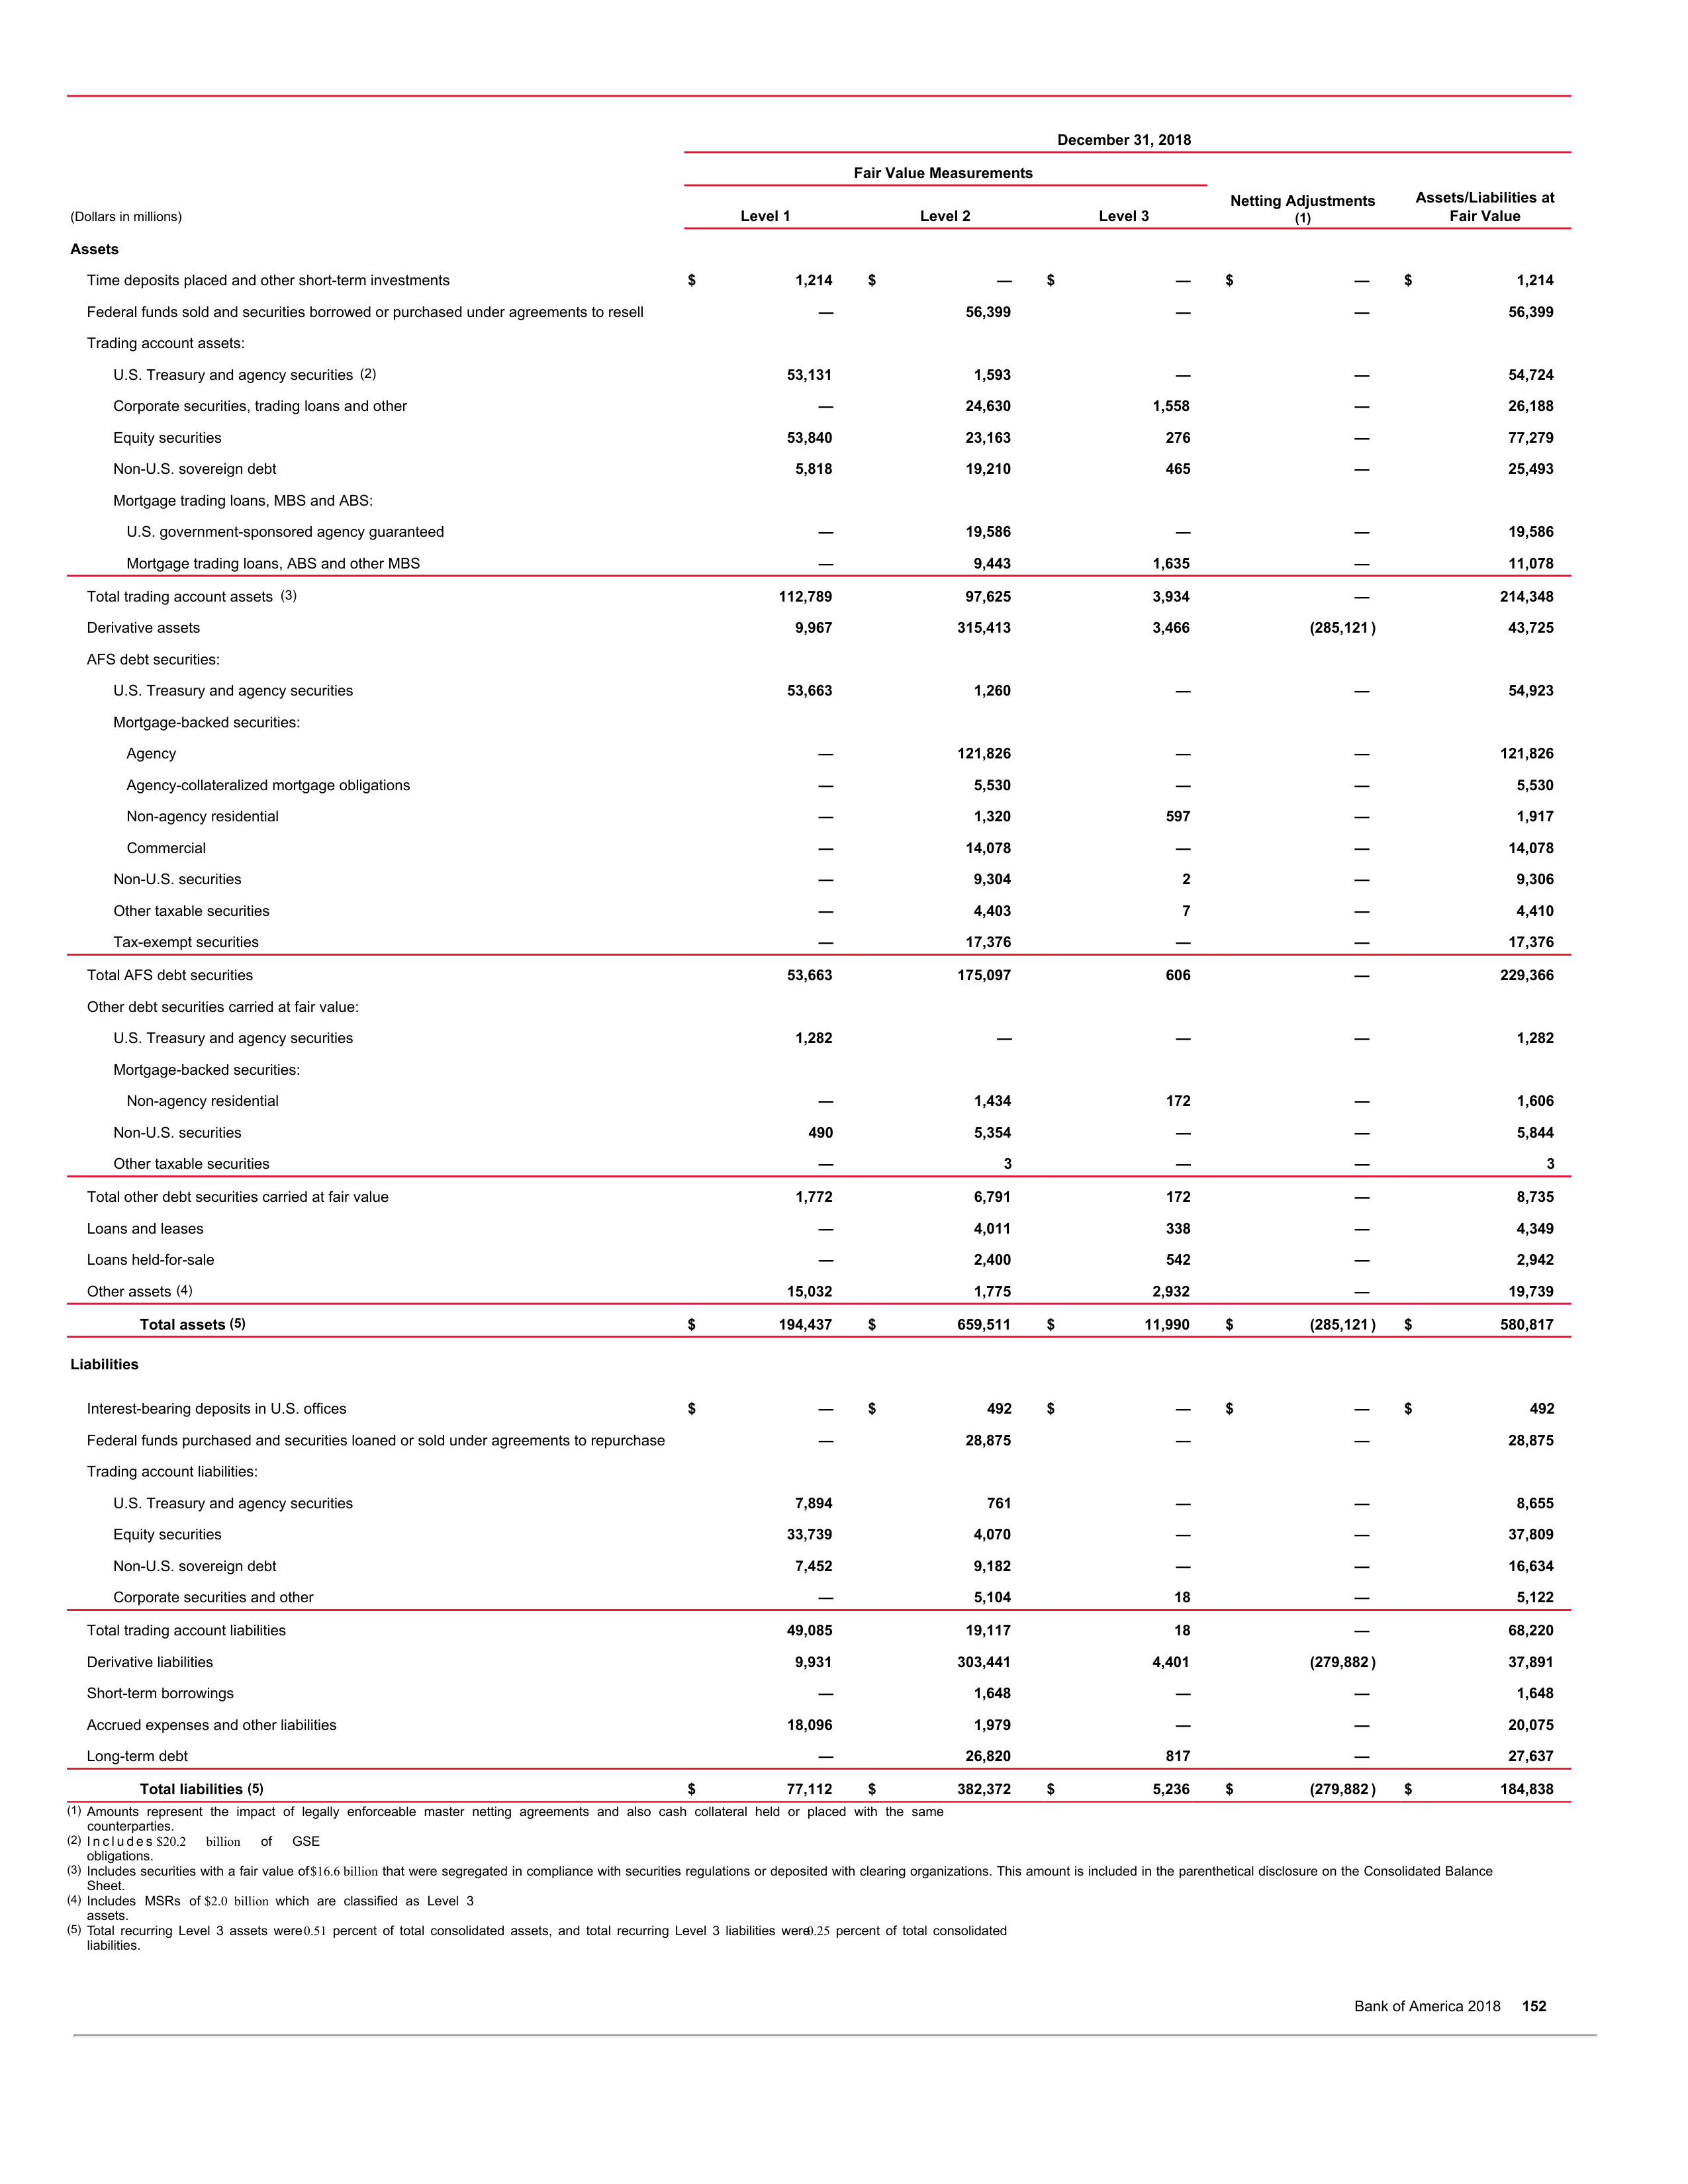 December 31, 2018
Fair Value Measurements
(Dollars in millions) Level 1 Level 2 Level 3 Netting Adjustments (1) Assets/Liabilities at Fair Value
Assets
Time deposits placed and other short-term investments $ 1,214 $ — $ — $ — $ 1,214
Federal funds sold and securities borrowed or purchased under agreements to resell — 56,399 — — 56,399
Trading account assets:
U.S. Treasury and agency securities (2) 53,131 1,593 — — 54,724
Corporate securities, trading loans and other — 24,630 1,558 — 26,188
Equity securities 53,840 23,163 276 — 77,279
Non-U.S. sovereign debt 5,818 19,210 465 — 25,493
Mortgage trading loans, MBS and ABS:
U.S. government-sponsored agency guaranteed — 19,586 — — 19,586
Mortgage trading loans, ABS and other MBS — 9,443 1,635 — 11,078
Total trading account assets (3) 112,789 97,625 3,934 — 214,348
Derivative assets 9,967 315,413 3,466 (285,121) 43,725
AFS debt securities:
U.S. Treasury and agency securities 53,663 1,260 — — 54,923
Mortgage-backed securities:
Agency — 121,826 — — 121,826
Agency-collateralized mortgage obligations — 5,530 — — 5,530
Non-agency residential — 1,320 597 — 1,917
Commercial — 14,078 — — 14,078
Non-U.S. securities — 9,304 2 — 9,306
Other taxable securities — 4,403 7 — 4,410
Tax-exempt securities — 17,376 — — 17,376
Total AFS debt securities 53,663 175,097 606 — 229,366
Other debt securities carried at fair value:
U.S. Treasury and agency securities 1,282 — — — 1,282
Mortgage-backed securities:
Non-agency residential — 1,434 172 — 1,606
Non-U.S. securities 490 5,354 — — 5,844
Other taxable securities — 3 — — 3
Total other debt securities carried at fair value 1,772 6,791 172 — 8,735
Loans and leases — 4,011 338 — 4,349
Loans held-for-sale — 2,400 542 — 2,942
Other assets (4) 15,032 1,775 2,932 — 19,739
Total assets (5) $ 194,437 $ 659,511 $ 11,990 $ (285,121) $ 580,817
Liabilities
Interest-bearing deposits in U.S. offices $ — $ 492 $ — $ — $ 492
Federal funds purchased and securities loaned or sold under agreements to repurchase — 28,875 — — 28,875
Trading account liabilities:
U.S. Treasury and agency securities 7,894 761 — — 8,655
Equity securities 33,739 4,070 — — 37,809
Non-U.S. sovereign debt 7,452 9,182 — — 16,634
Corporate securities and other — 5,104 18 — 5,122
Total trading account liabilities 49,085 19,117 18 — 68,220
Derivative liabilities 9,931 303,441 4,401 (279,882) 37,891
Short-term borrowings — 1,648 — — 1,648
Accrued expenses and other liabilities 18,096 1,979 — — 20,075
Long-term debt — 26,820 817 — 27,637
Total liabilities (5) $ 77,112 $ 382,372 $ 5,236 $ (279,882) $ 184,838
(1) Amounts represent the impact of legally enforceable master netting agreements and also cash collateral held or placed with the same
counterparties.
(2) Includes $20.2 billion of GSE
obligations.
(3) Includes securities with a fair value of $16.6 billion that were segregated in compliance with securities regulations or deposited with clearing organizations. This amount is included in the parenthetical disclosure on the Consolidated Balance
Sheet.
(4) Includes MSRs of $2.0 billion which are classified as Level 3
assets.
(5) Total recurring Level 3 assets were 0.51 percent of total consolidated assets, and total recurring Level 3 liabilities were 0.25 percent of total consolidated
liabilities.
Bank of America 2018 152